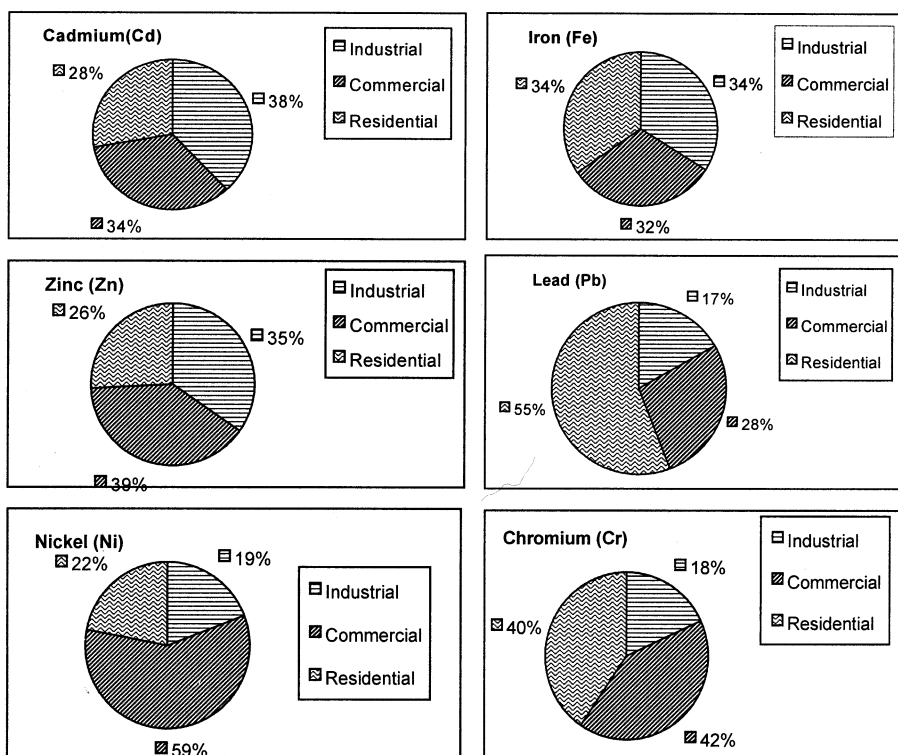 Cadmium(Cd)
28%
38%
34%
Industrial
Commercial
Residential
Iron (Fe)
34%
34%
32%
Industrial
Commercial
Residential
Zinc (Zn)
26%
35%
39%
Industrial
Commercial
Residential
Lead (Pb)
17%
55%
28%
Industrial
Commercial
Residential
Nickel (Ni)
22%
19%
59%
Industrial
Commercial
Residential
Chromium (Cr)
18%
40%
42%
Industrial
Commercial
Residential